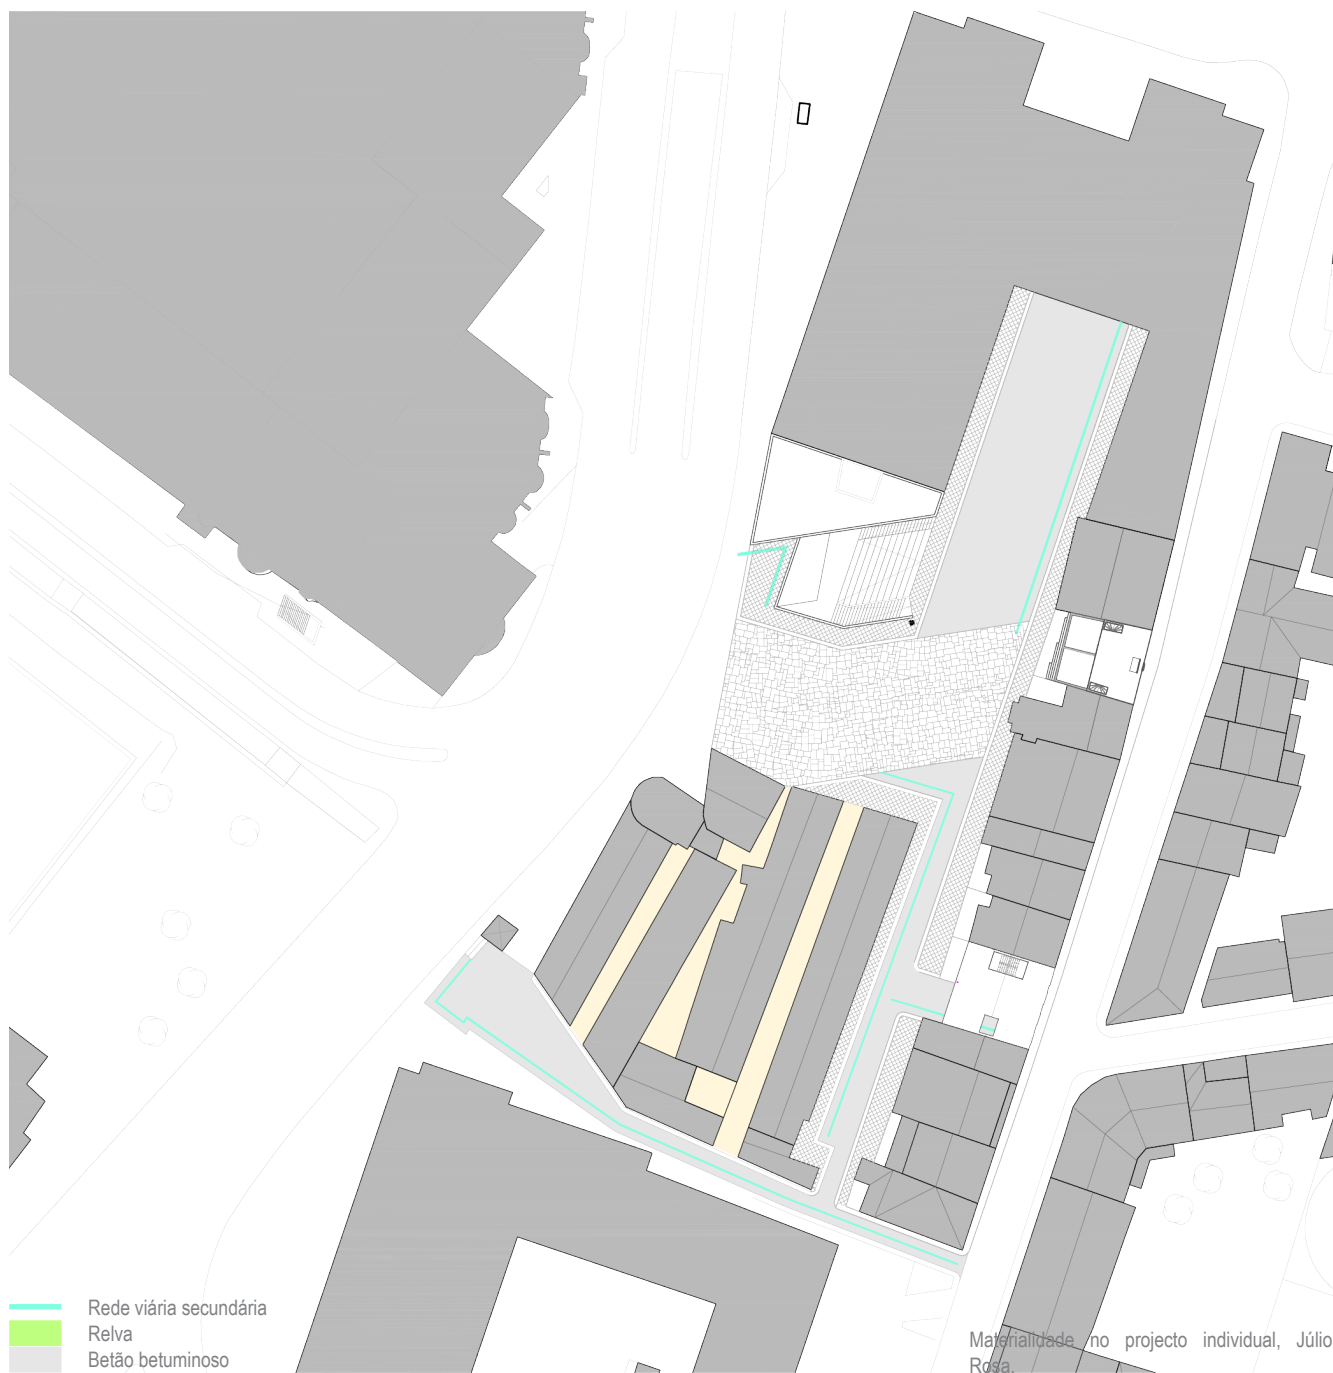 Rede viária secundária
Relva
Betão betuminoso
Materialidade no projecto individual, Júlio
Rosa.